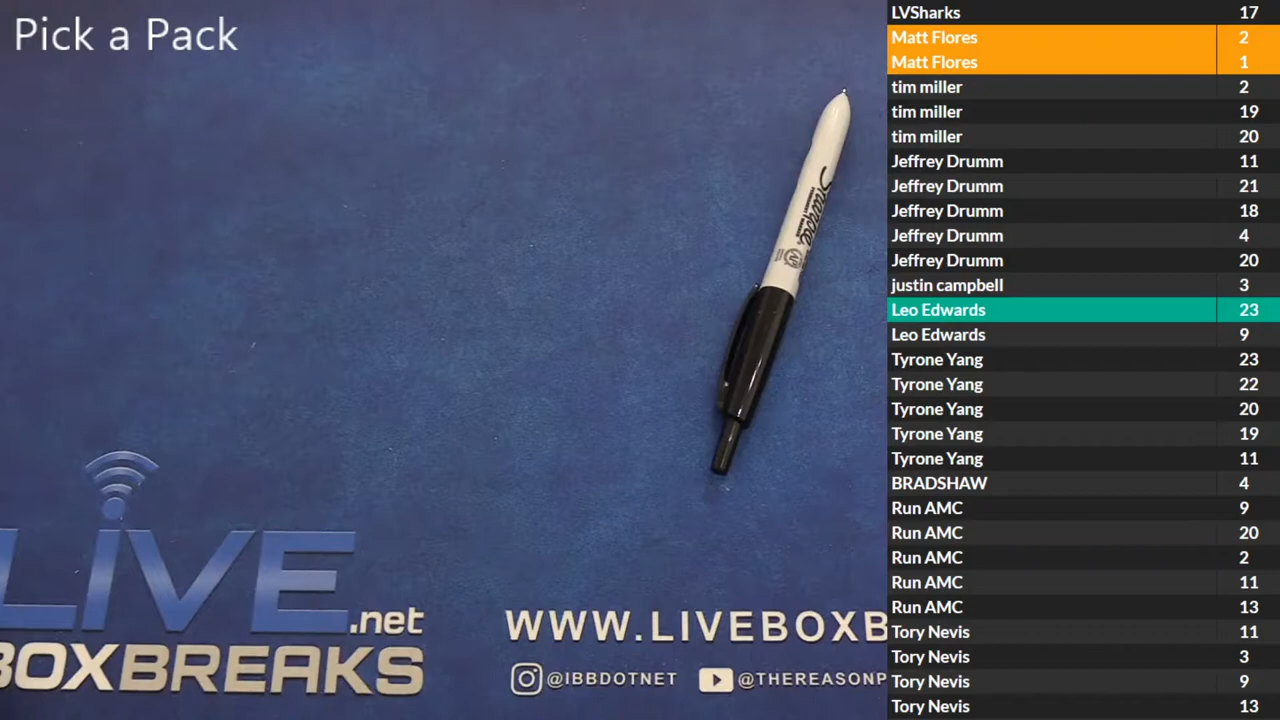 Pick a Pack
LVSharks 17
Matt Flores 2
Matt Flores 1
tim miller 2
tim miller 19
tim miller 20
Jeffrey Drumm 11
Jeffrey Drumm 21
Jeffrey Drumm 18
Jeffrey Drumm 4
Jeffrey Drumm 20
justin campbell 3
Leo Edwards 23
Leo Edwards 9
Tyrone Yang 23
Tyrone Yang 22
Tyrone Yang 20
Tyrone Yang 19
Tyrone Yang 11
BRADSHAW 4
Run AMC 9
Run AMC 20
Run AMC 2
Run AMC 11
Run AMC 13
Tory Nevis 11
Tory Nevis 3
Tory Nevis 9
Tory Nevis 13
Sharpie
LIVE
.net
BOXBREAKS
WWW.LIVEBOXB
@IBBDOTNET @THEREASONP